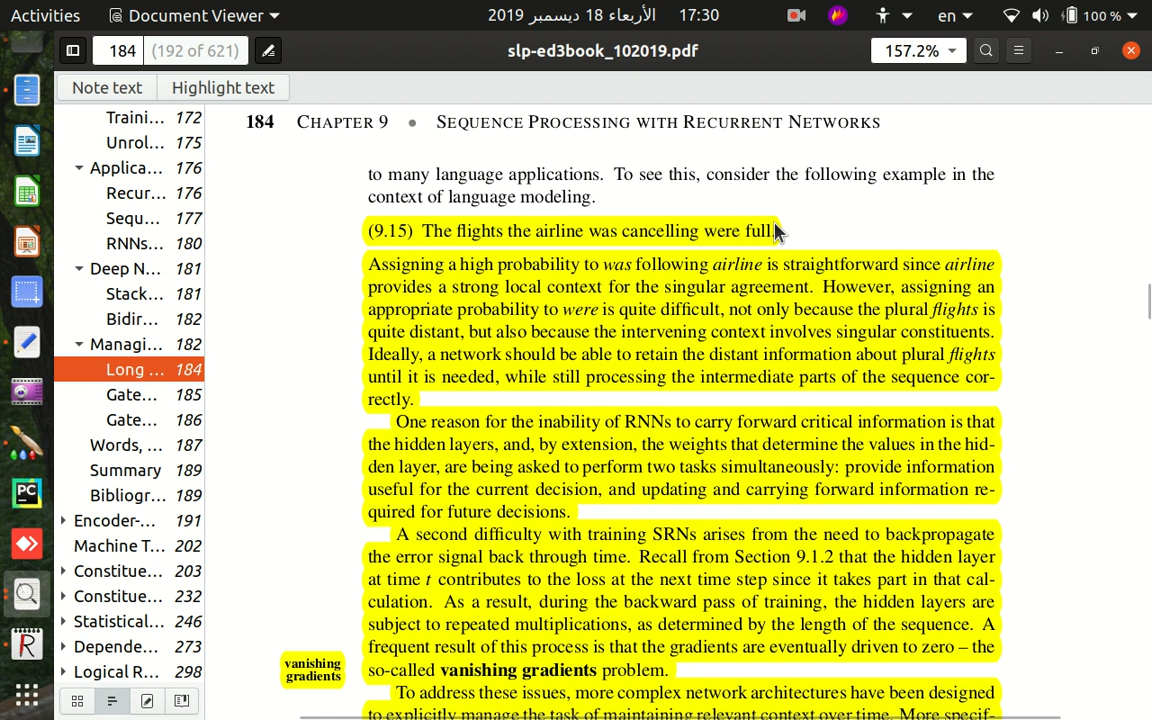 Activities Document Viewer الأربعاء 18 ديسمبر 2019 17:30 en 100 %
184 (192 of 621) slp-ed3book_102019.pdf 157.2%
Note text Highlight text
Traini… 172
Unrol… 175
Applica… 176
Recur… 176
Sequ… 177
RNNs… 180
Deep N… 181
Stack… 181
Bidir… 182
Managi… 182
Long … 184
Gate… 185
Gate… 186
Words, … 187
Summary 189
Bibliogr… 189
Encoder-… 191
Machine T… 202
Constitue… 203
Constitue… 232
Statistical… 246
Depende… 273
Logical R… 298
184 CHAPTER 9 • SEQUENCE PROCESSING WITH RECURRENT NETWORKS
to many language applications. To see this, consider the following example in the
context of language modeling.
(9.15) The flights the airline was cancelling were full.
Assigning a high probability to was following airline is straightforward since airline
provides a strong local context for the singular agreement. However, assigning an
appropriate probability to were is quite difficult, not only because the plural flights is
quite distant, but also because the intervening context involves singular constituents.
Ideally, a network should be able to retain the distant information about plural flights
until it is needed, while still processing the intermediate parts of the sequence cor-
rectly.
One reason for the inability of RNNs to carry forward critical information is that
the hidden layers, and, by extension, the weights that determine the values in the hid-
den layer, are being asked to perform two tasks simultaneously: provide information
useful for the current decision, and updating and carrying forward information re-
quired for future decisions.
A second difficulty with training SRNs arises from the need to backpropagate
the error signal back through time. Recall from Section 9.1.2 that the hidden layer
at time t contributes to the loss at the next time step since it takes part in that cal-
culation. As a result, during the backward pass of training, the hidden layers are
subject to repeated multiplications, as determined by the length of the sequence. A
frequent result of this process is that the gradients are eventually driven to zero – the
so-called vanishing gradients problem.
vanishing
gradients
To address these issues, more complex network architectures have been designed
to explicitly manage the task of maintaining relevant context over time. More specif-